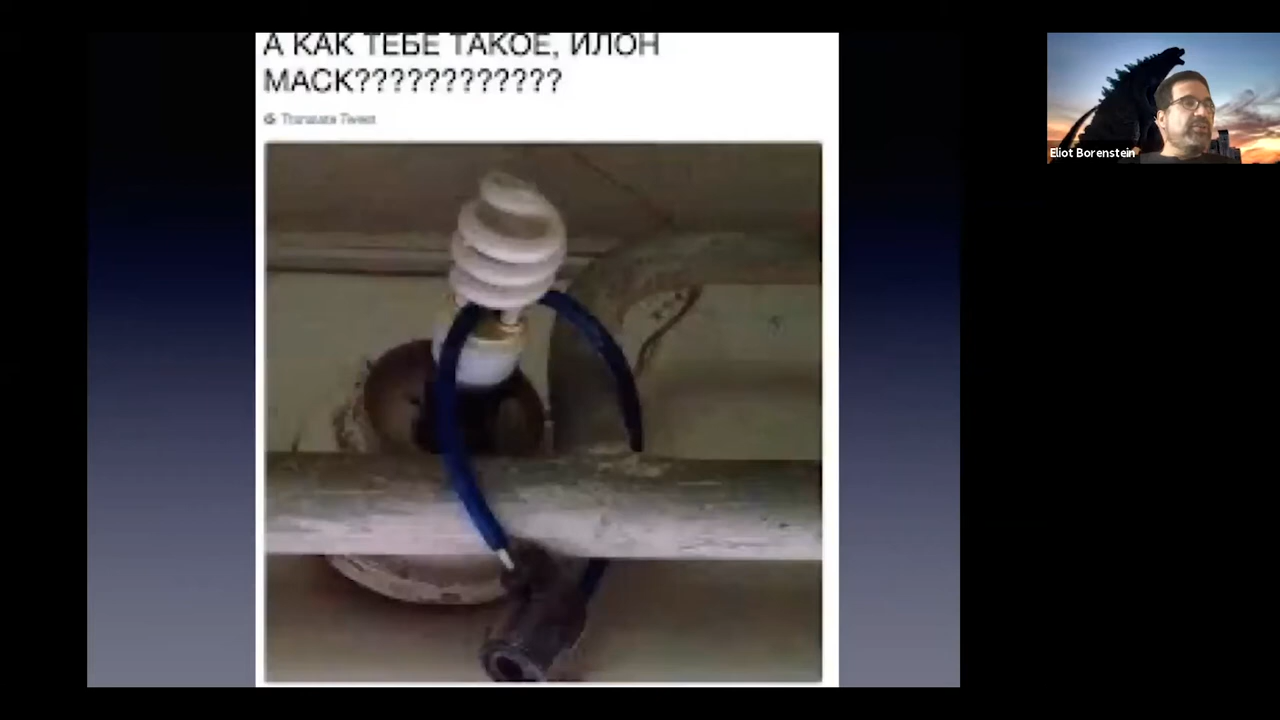 А КАК ТЕБЕ ТАКОЕ, ИЛОН
МАСК????????????
Translate Tweet
Eliot Borenstein